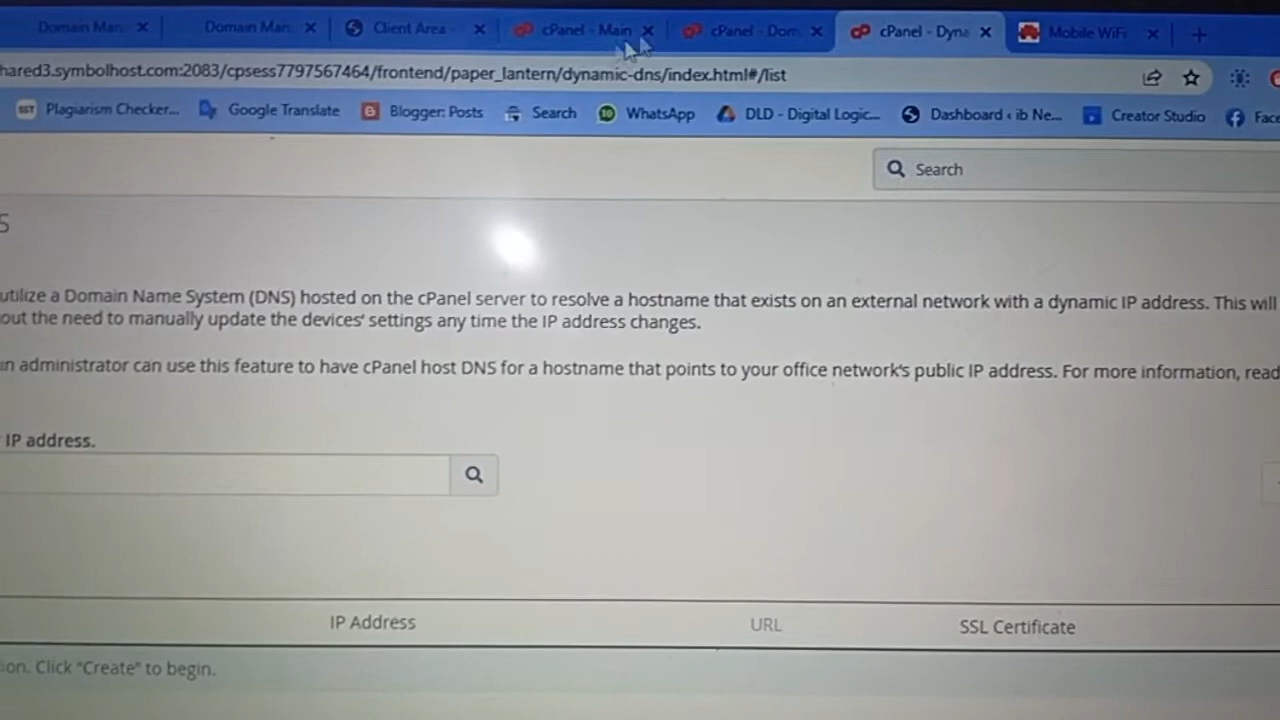 Domain Man
Domain Man
Client Area -
cPanel - Main
cPanel - Dom
cPanel - Dyna
Mobile WiFi
hared3.symbolhost.com:2083/cpsess7797567464/frontend/paper_lantern/dynamic-dns/index.html#/list
SST
Plagiarism Checker...
Google Translate
Blogger: Posts
Search
10
WhatsApp
DLD - Digital Logic...
Dashboard ‹ ib Ne...
Creator Studio
Face
Search
S
utilize a Domain Name System (DNS) hosted on the cPanel server to resolve a hostname that exists on an external network with a dynamic IP address. This will
out the need to manually update the devices' settings any time the IP address changes.
in administrator can use this feature to have cPanel host DNS for a hostname that points to your office network's public IP address. For more information, read
IP address.
IP Address
URL
SSL Certificate
on. Click "Create" to begin.